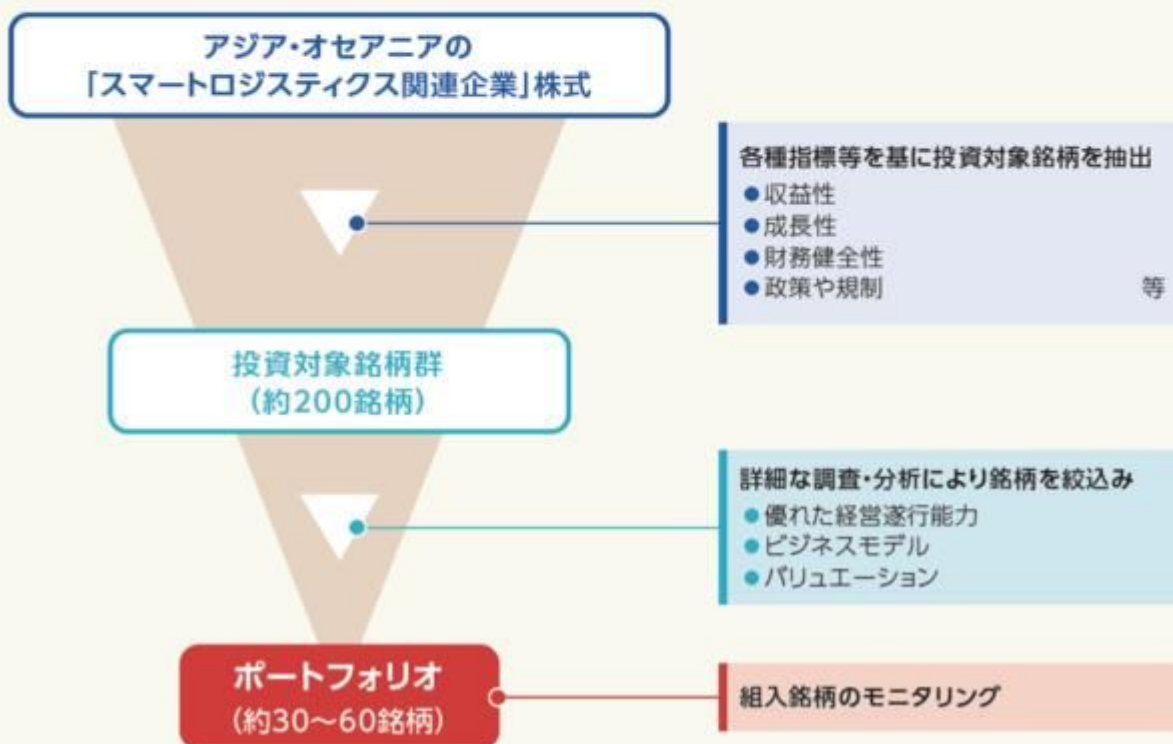 アジア・オセアニアの
「スマートロジスティクス関連企業」株式
各種指標等を基に投資対象銘柄を抽出
●収益性
●成長性
●財務健全性
●政策や規制 等
投資対象銘柄群
(約200銘柄)
詳細な調査・分析により銘柄を絞込み
●優れた経営遂行能力
●ビジネスモデル
●バリュエーション
ポートフォリオ
(約30～60銘柄)
組入銘柄のモニタリング